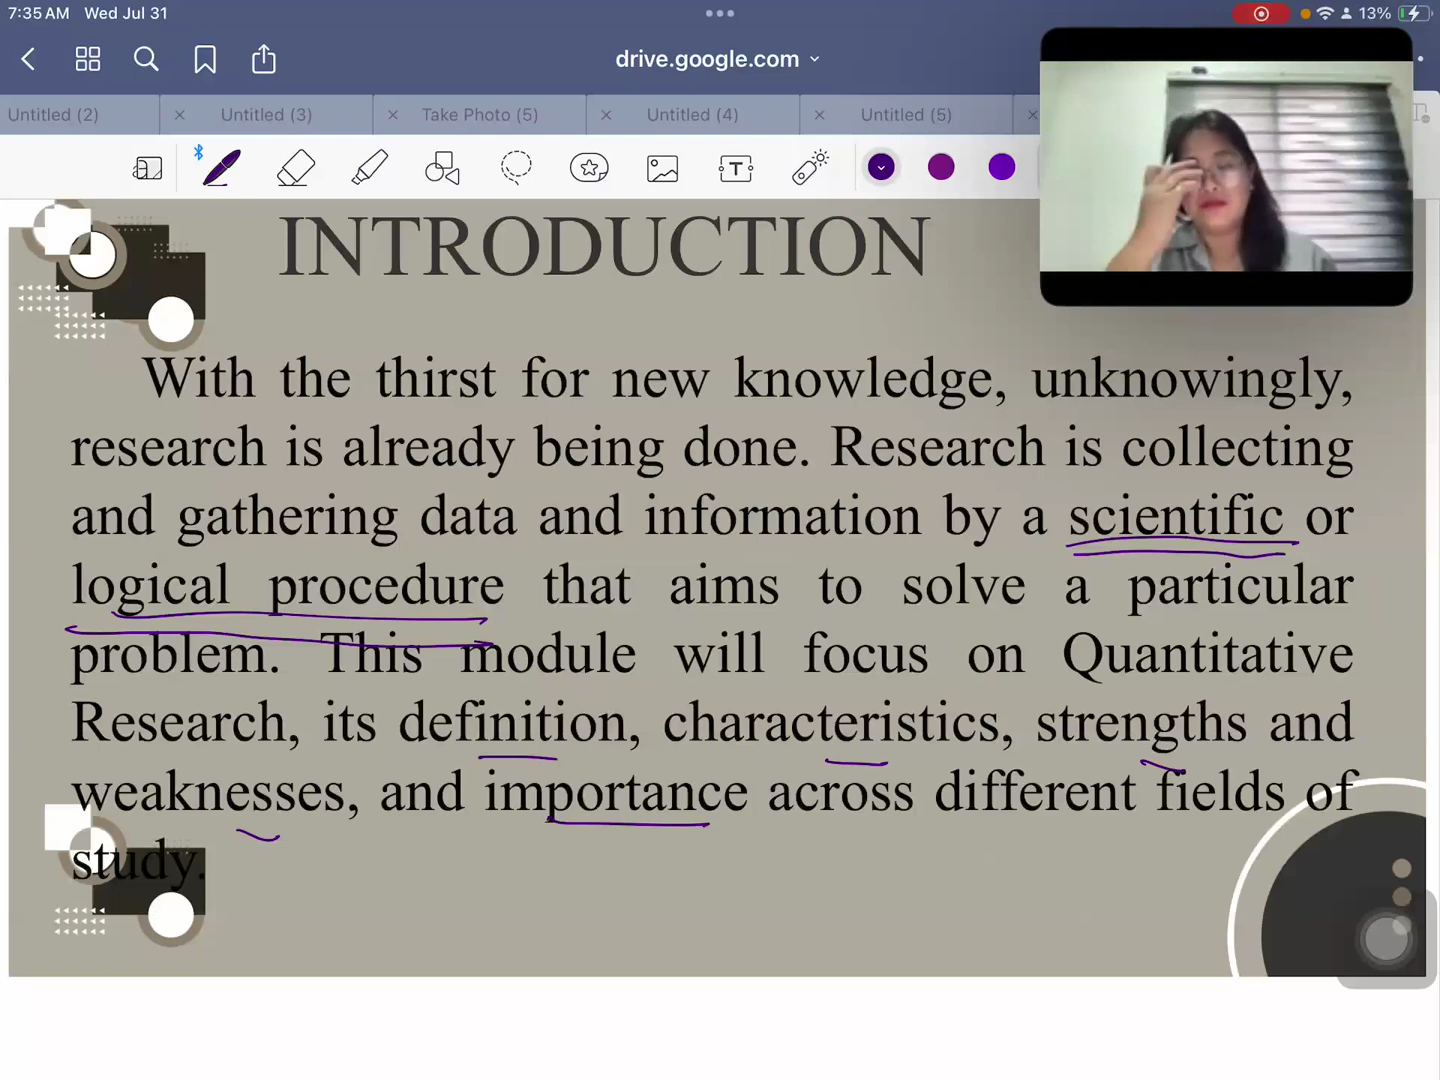 7:35 AM Wed Jul 31
13%
drive.google.com
Untitled (2)
Untitled (3)
Take Photo (5)
Untitled (4)
Untitled (5)
T
INTRODUCTION
With the thirst for new knowledge, unknowingly,
research is already being done. Research is collecting
and gathering data and information by a scientific or
logical procedure that aims to solve a particular
problem. This module will focus on Quantitative
Research, its definition, characteristics, strengths and
weaknesses, and importance across different fields of
study.